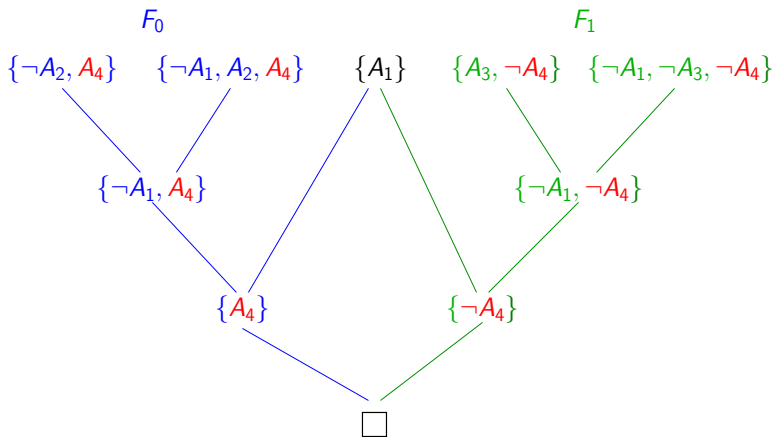 F₀ F₁
{¬A₂, A₄} {¬A₁, A₂, A₄} {A₁} {A₃, ¬A₄} {¬A₁, ¬A₃, ¬A₄}
{¬A₁, A₄} {¬A₁, ¬A₄}
{A₄} {¬A₄}
□